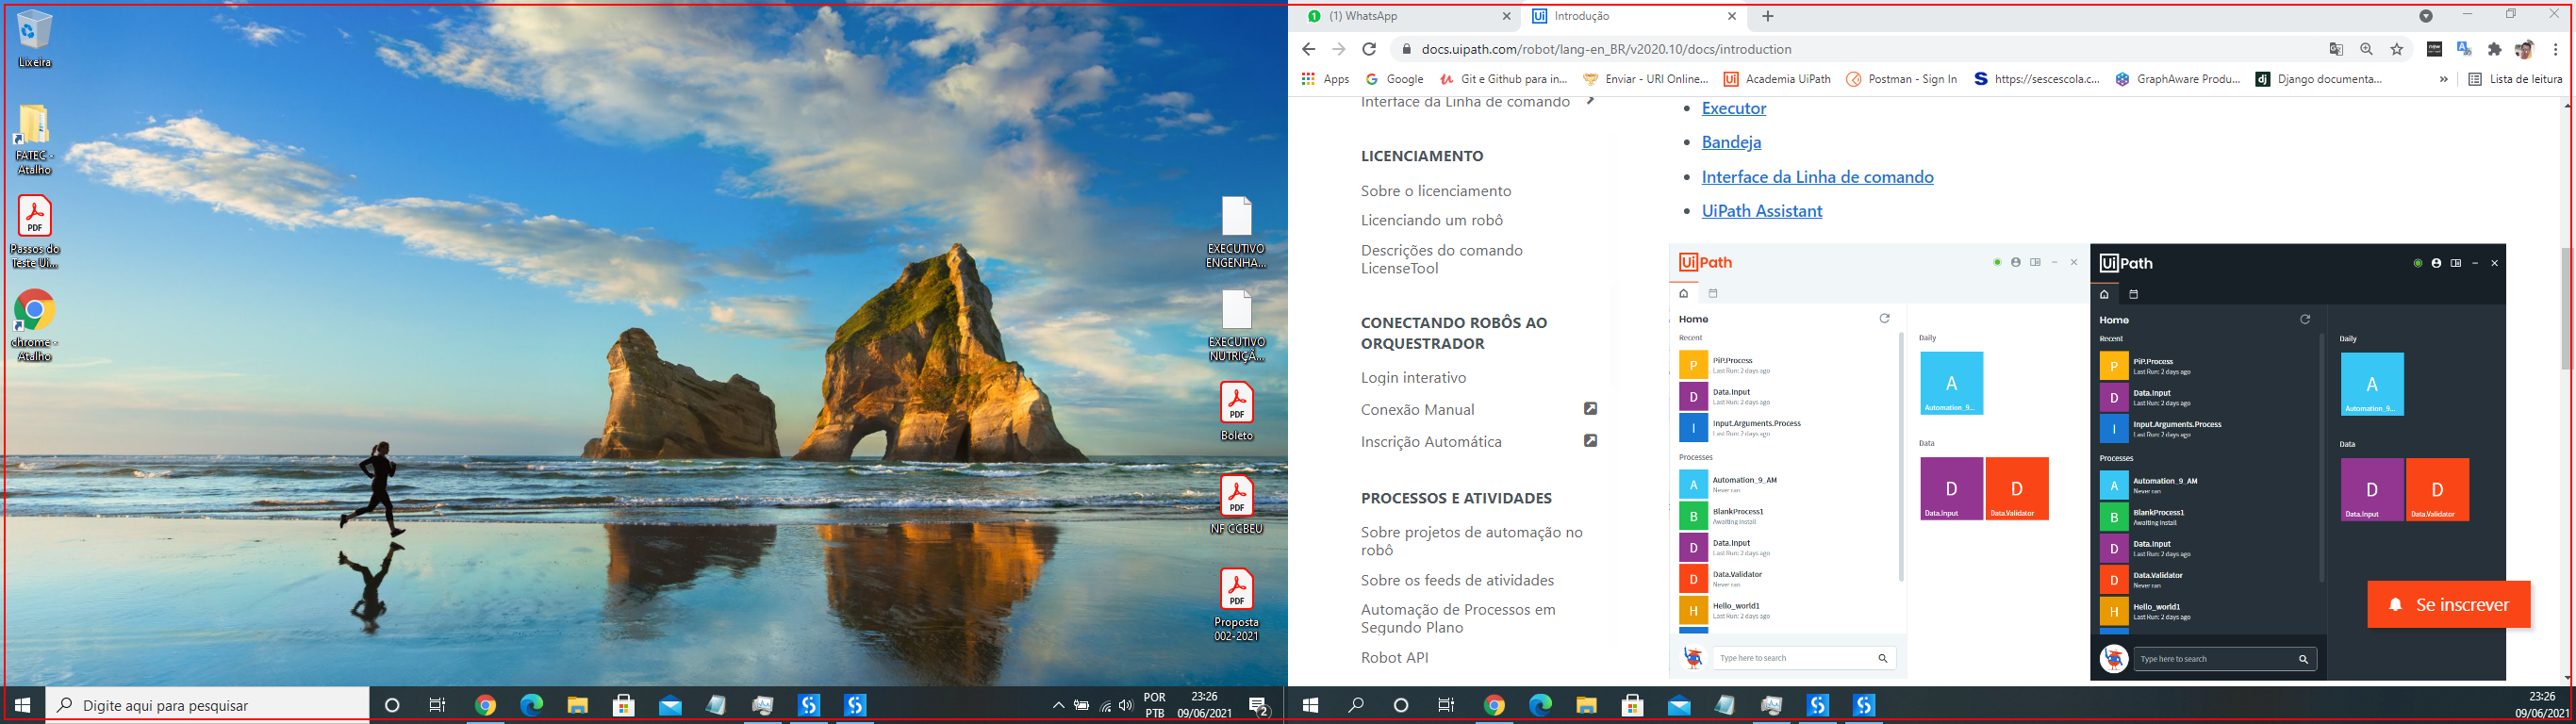 Lixeira
FATEC -
Atalho
PDF
Passos do
Teste Ui...
chrome -
Atalho
EXECUTIVO
ENGENHA...
EXECUTIVO
NUTRIÇÃ...
PDF
Boleto
PDF
NF CCBEU
PDF
Proposta
002-2021
Digite aqui para pesquisar
POR
PTB
23:26
09/06/2021
2
1
(1) WhatsApp
Ui
Introdução
docs.uipath.com/robot/lang-en_BR/v2020.10/docs/introduction
Apps
Google
Git e Github para in...
Enviar - URI Online...
Ui
Academia UiPath
Postman - Sign In
S
https://sescescola.c...
GraphAware Produ...
dj
Django documenta...
»
Lista de leitura
Interface da Linha de comando
LICENCIAMENTO
Sobre o licenciamento
Licenciando um robô
Descrições do comando
LicenseTool
CONECTANDO ROBÔS AO
ORQUESTRADOR
Login interativo
Conexão Manual
Inscrição Automática
PROCESSOS E ATIVIDADES
Sobre projetos de automação no
robô
Sobre os feeds de atividades
Automação de Processos em
Segundo Plano
Robot API
• Executor
• Bandeja
• Interface da Linha de comando
• UiPath Assistant
UiPath
Home
Recent
P
PiP.Process
Last Run: 2 days ago
D
Data.Input
Last Run: 2 days ago
I
Input.Arguments.Process
Last Run: 2 days ago
Processes
A
Automation_9_AM
Never ran
B
BlankProcess1
Awaiting install
D
Data.Input
Last Run: 2 days ago
D
Data.Validator
Never ran
H
Hello_world1
Last Run: 2 days ago
Type here to search
Daily
A
Automation_9...
Data
D
Data.Input
D
Data.Validator
UiPath
Home
Recent
P
PiP.Process
Last Run: 2 days ago
D
Data.Input
Last Run: 2 days ago
I
Input.Arguments.Process
Last Run: 2 days ago
Processes
A
Automation_9_AM
Never ran
B
BlankProcess1
Awaiting install
D
Data.Input
Last Run: 2 days ago
D
Data.Validator
Never ran
H
Hello_world1
Last Run: 2 days ago
Type here to search
Daily
A
Automation_9...
Data
D
Data.Input
D
Data.Validator
Se inscrever
23:26
09/06/2021